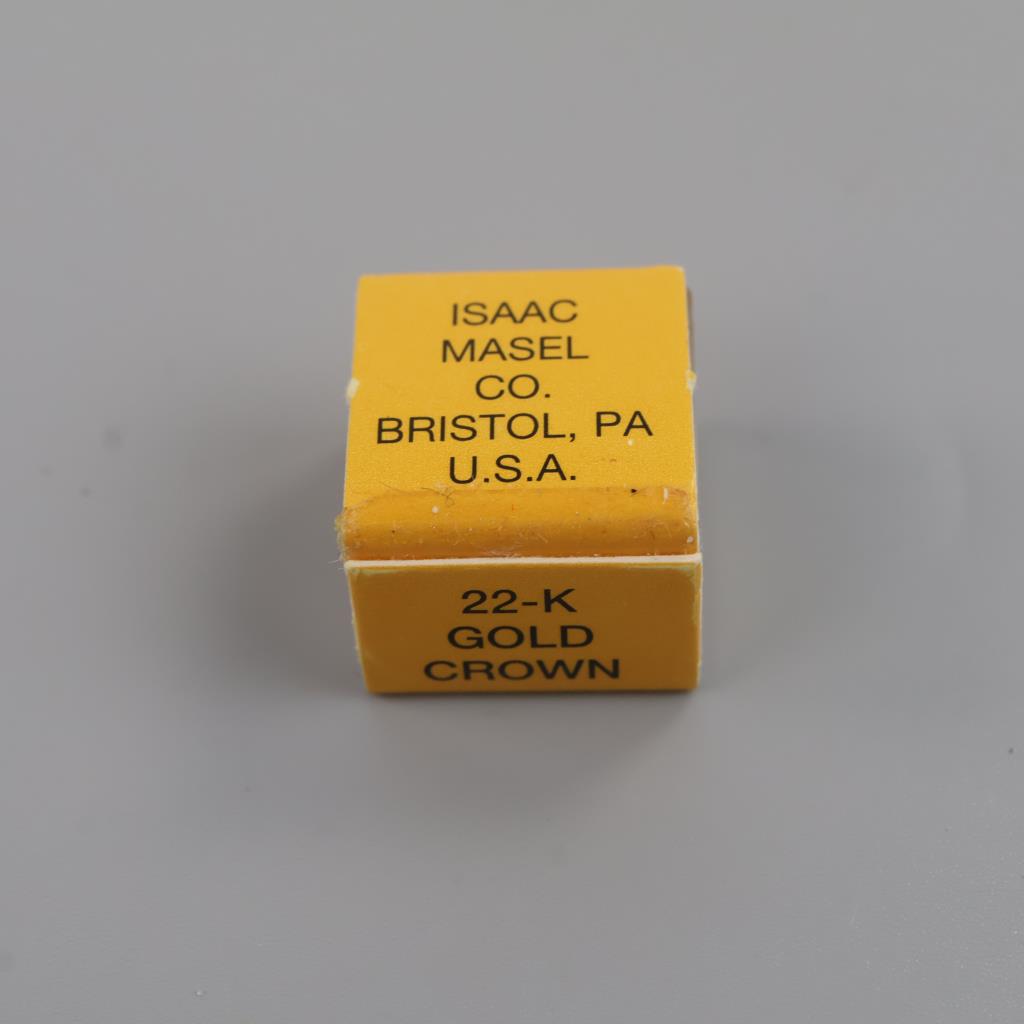 ISAAC
MASEL
CO.
BRISTOL, PA
U.S.A.
22-K
GOLD
CROWN